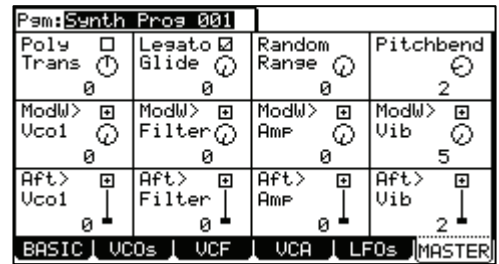 Pgm: Synth Prog 001
Poly Legato Random Pitchbend
Trans Glide Range
0 0 0 2
ModW> ModW> ModW> ModW>
Vco1 Filter Amp Vib
0 0 0 5
Aft> Aft> Aft> Aft>
Vco1 Filter Amp Vib
0 0 0 2
BASIC VCOs VCF VCA LFOs MASTER